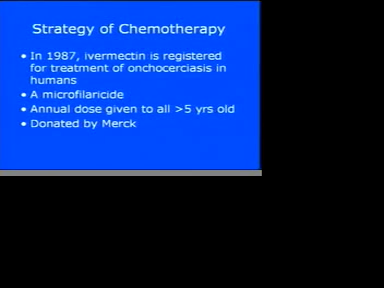 Strategy of Chemotherapy
• In 1987, ivermectin is registered
for treatment of onchocerciasis in
humans
• A microfilaricide
• Annual dose given to all >5 yrs old
• Donated by Merck